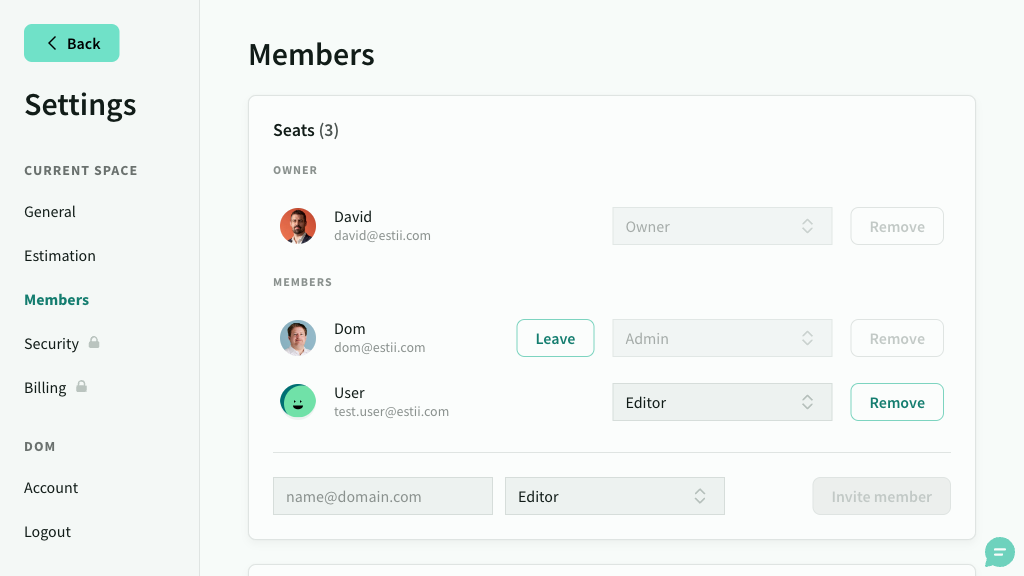 Back
Settings
CURRENT SPACE
General
Estimation
Members
Security
Billing
DOM
Account
Logout
Members
Seats (3)
OWNER
David
david@estii.com
Owner
Remove
MEMBERS
Dom
dom@estii.com
Leave
Admin
Remove
User
test.user@estii.com
Editor
Remove
name@domain.com
Editor
Invite member